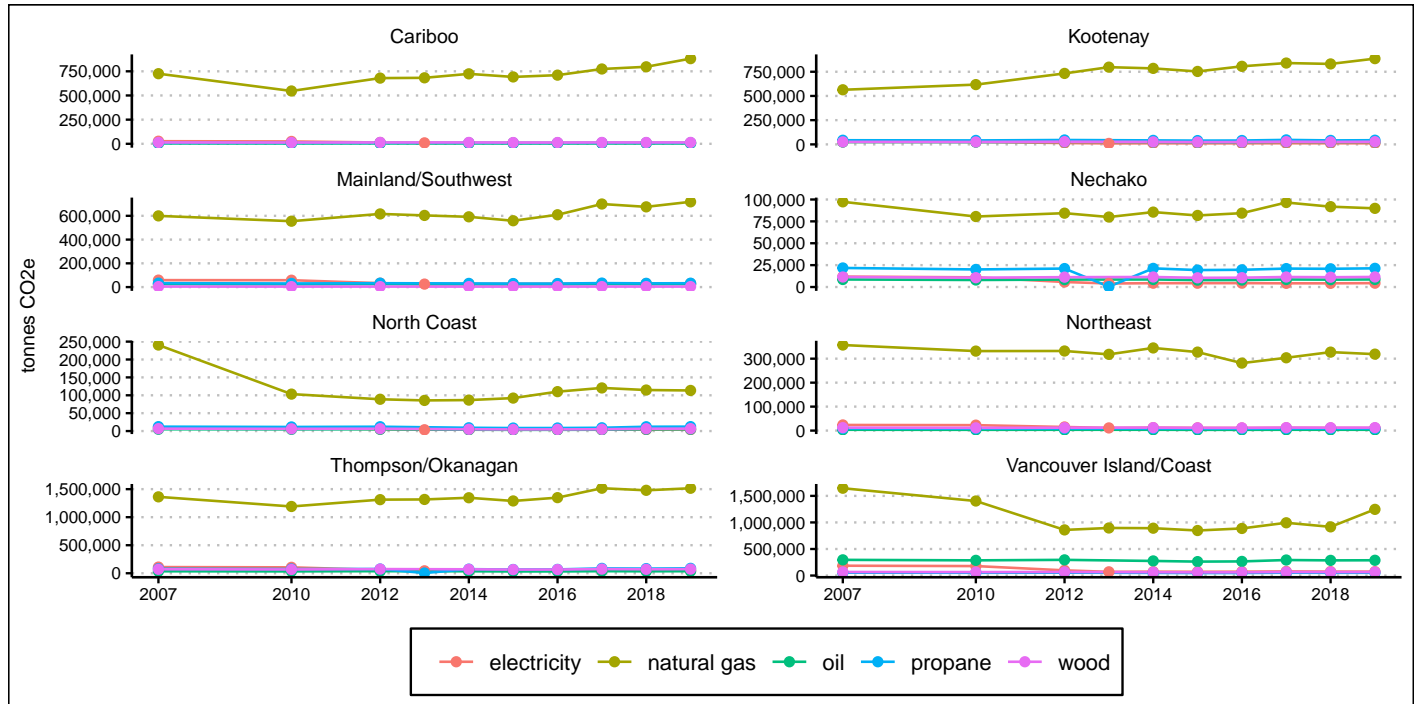 tonnes CO2e
Cariboo
750,000
500,000
250,000
0
Kootenay
750,000
500,000
250,000
0
Mainland/Southwest
600,000
400,000
200,000
0
Nechako
100,000
75,000
50,000
25,000
0
North Coast
250,000
200,000
150,000
100,000
50,000
0
Northeast
300,000
200,000
100,000
0
Thompson/Okanagan
1,500,000
1,000,000
500,000
0
2007 2010 2012 2014 2016 2018
Vancouver Island/Coast
1,500,000
1,000,000
500,000
0
2007 2010 2012 2014 2016 2018
electricity natural gas oil propane wood